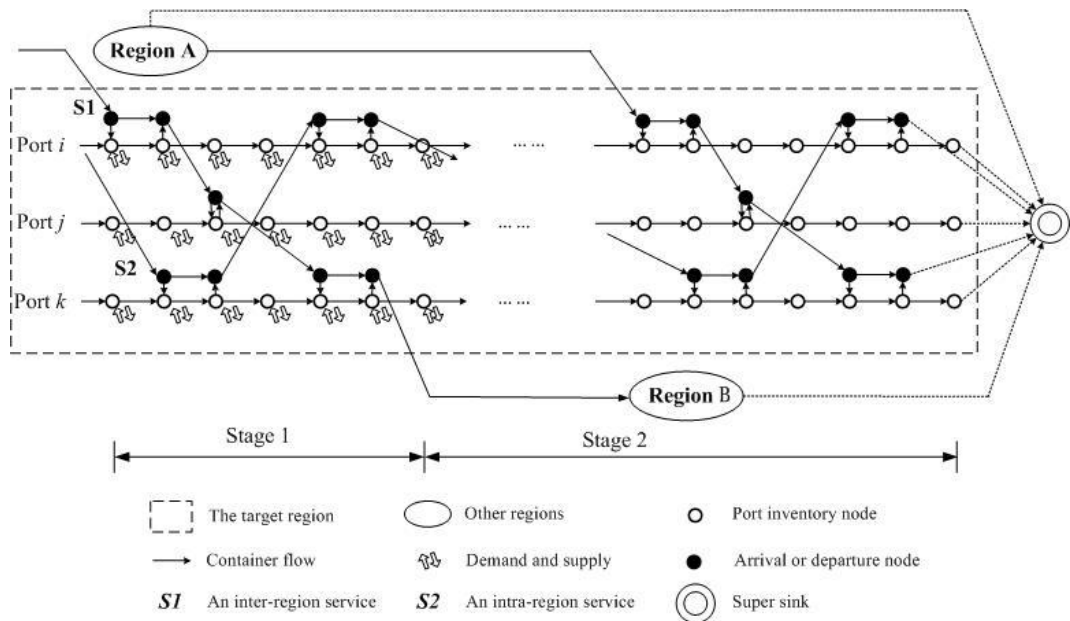 Region A
S1
Port i
... ...
Port j
... ...
S2
Port k
... ...
Region B
Stage 1
Stage 2
The target region
Other regions
Port inventory node
Container flow
Demand and supply
Arrival or departure node
S1 An inter-region service
S2 An intra-region service
Super sink